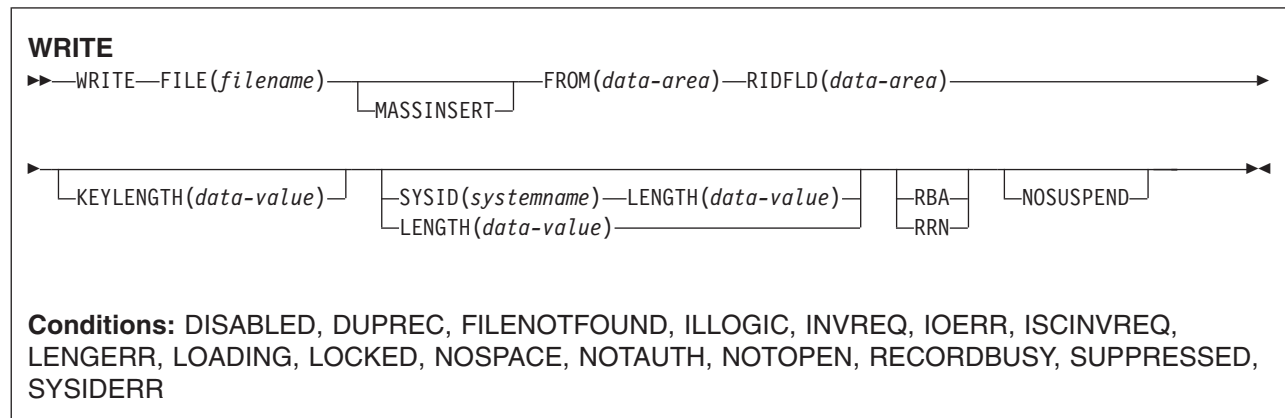 WRITE
WRITE FILE(filename) FROM(data-area) RIDFLD(data-area)
MASSINSERT
KEYLENGTH(data-value) SYSID(systemname) LENGTH(data-value) RBA NOSUSPEND
LENGTH(data-value) RRN
Conditions: DISABLED, DUPREC, FILENOTFOUND, ILLOGIC, INVREQ, IOERR, ISCINVREQ,
LENGERR, LOADING, LOCKED, NOSPACE, NOTAUTH, NOTOPEN, RECORDBUSY, SUPPRESSED,
SYSIDERR